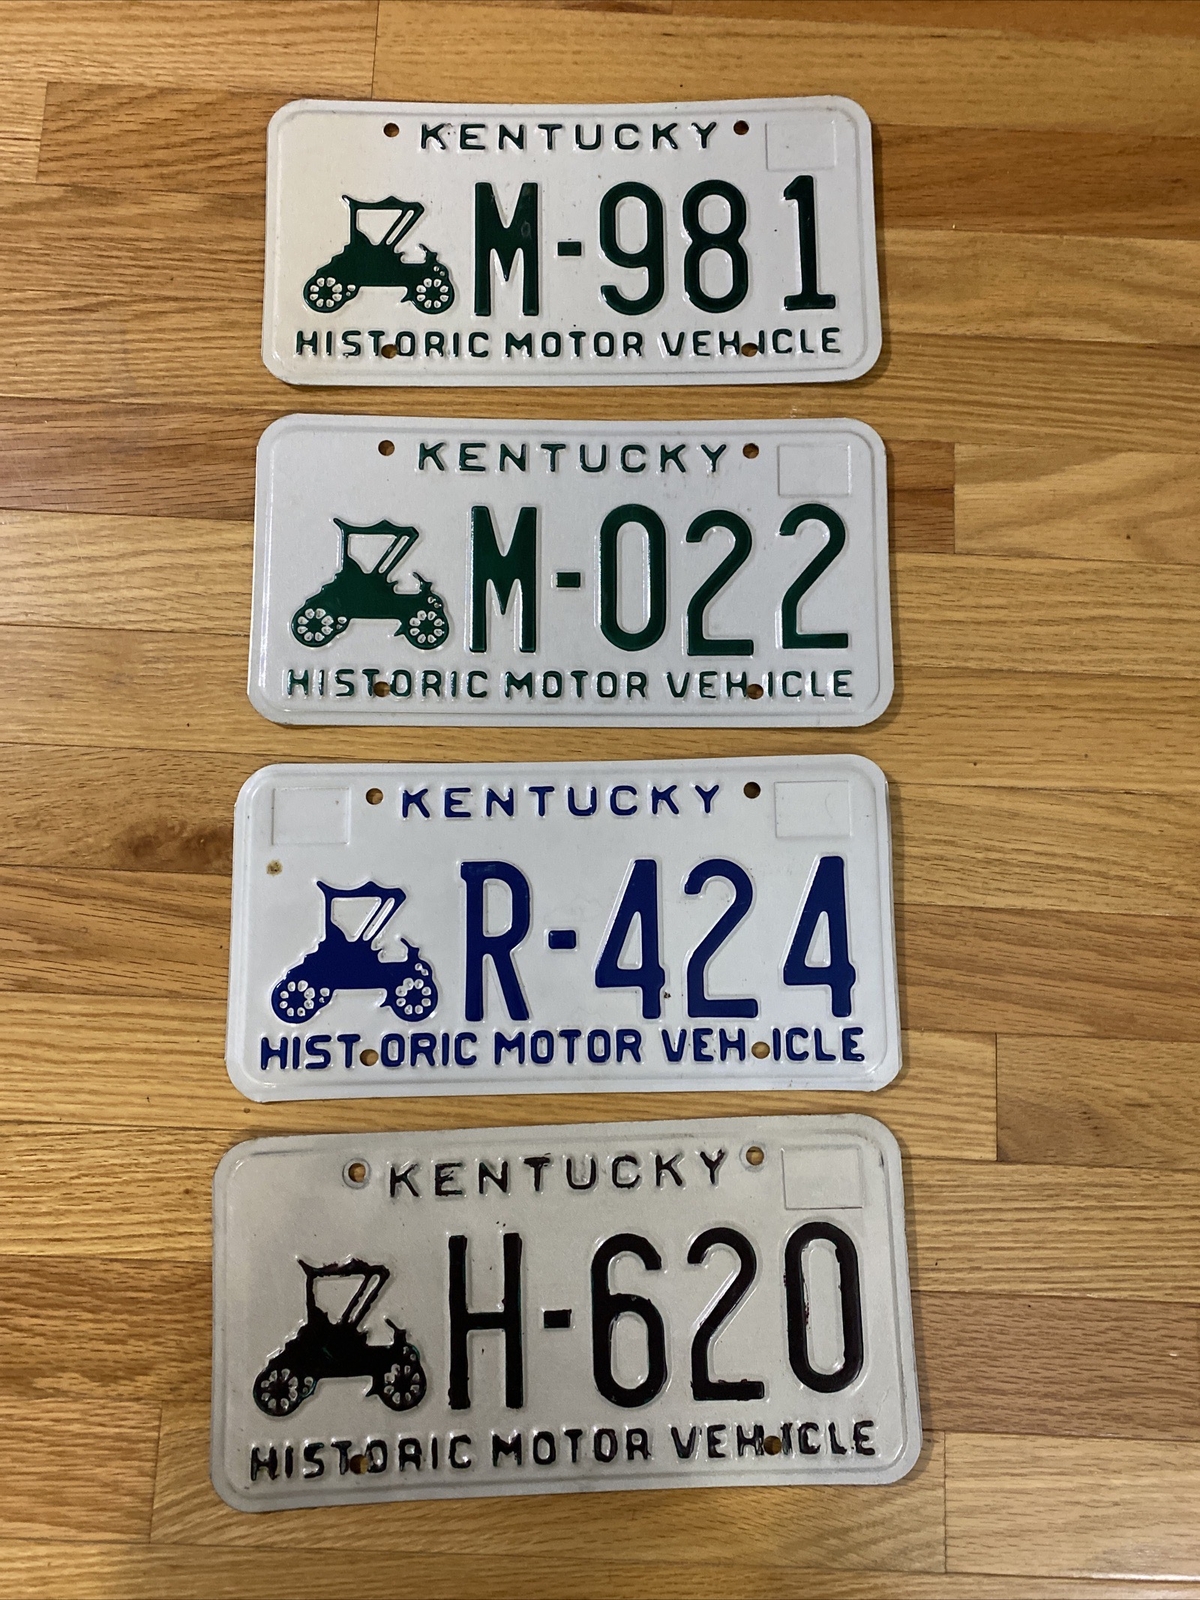 KENTUCKY
M-981
HISTORIC MOTOR VEHICLE
KENTUCKY
M-022
HISTORIC MOTOR VEHICLE
KENTUCKY
R-424
HISTORIC MOTOR VEHICLE
KENTUCKY
H-620
HISTORIC MOTOR VEHICLE